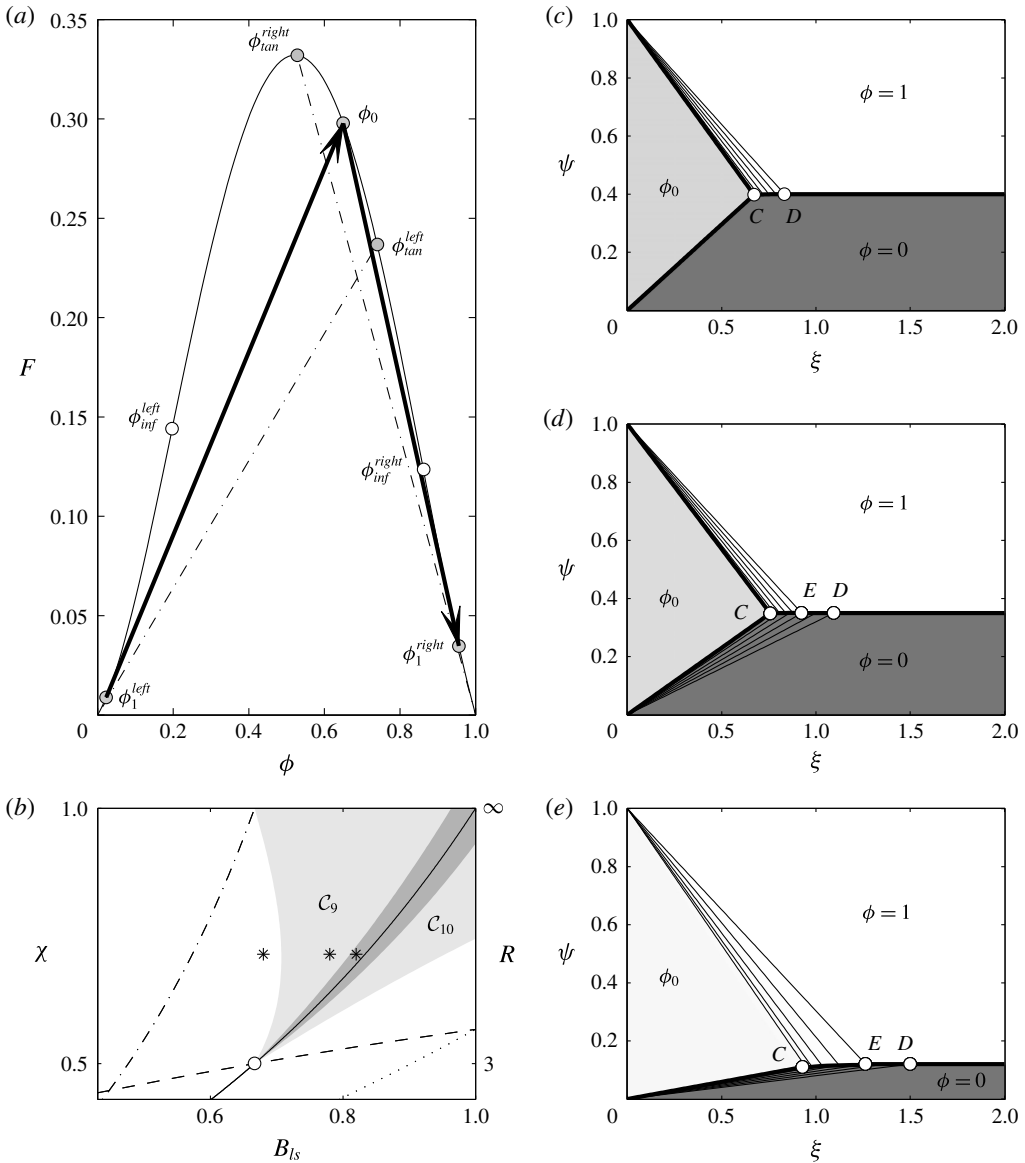 (a)
0.35
0.30
0.25
0.20
0.15
0.10
0.05
0
0.2
0.4
0.6
0.8
1.0
F
ϕ
ϕ_tan^right
ϕ_0
ϕ_tan^left
ϕ_inf^left
ϕ_inf^right
ϕ_1^right
ϕ_1^left
(b)
1.0
0.5
χ
∞
R
3
C_9
C_10
0.6
0.8
1.0
B_ls
(c)
1.0
0.8
0.6
0.4
0.2
ψ
ϕ = 1
ϕ_0
C
D
ϕ = 0
0
0.5
1.0
1.5
2.0
ξ
(d)
1.0
0.8
0.6
0.4
0.2
ψ
ϕ = 1
ϕ_0
C
E
D
ϕ = 0
0
0.5
1.0
1.5
2.0
ξ
(e)
1.0
0.8
0.6
0.4
0.2
ψ
ϕ = 1
ϕ_0
C
E
D
ϕ = 0
0
0.5
1.0
1.5
2.0
ξ